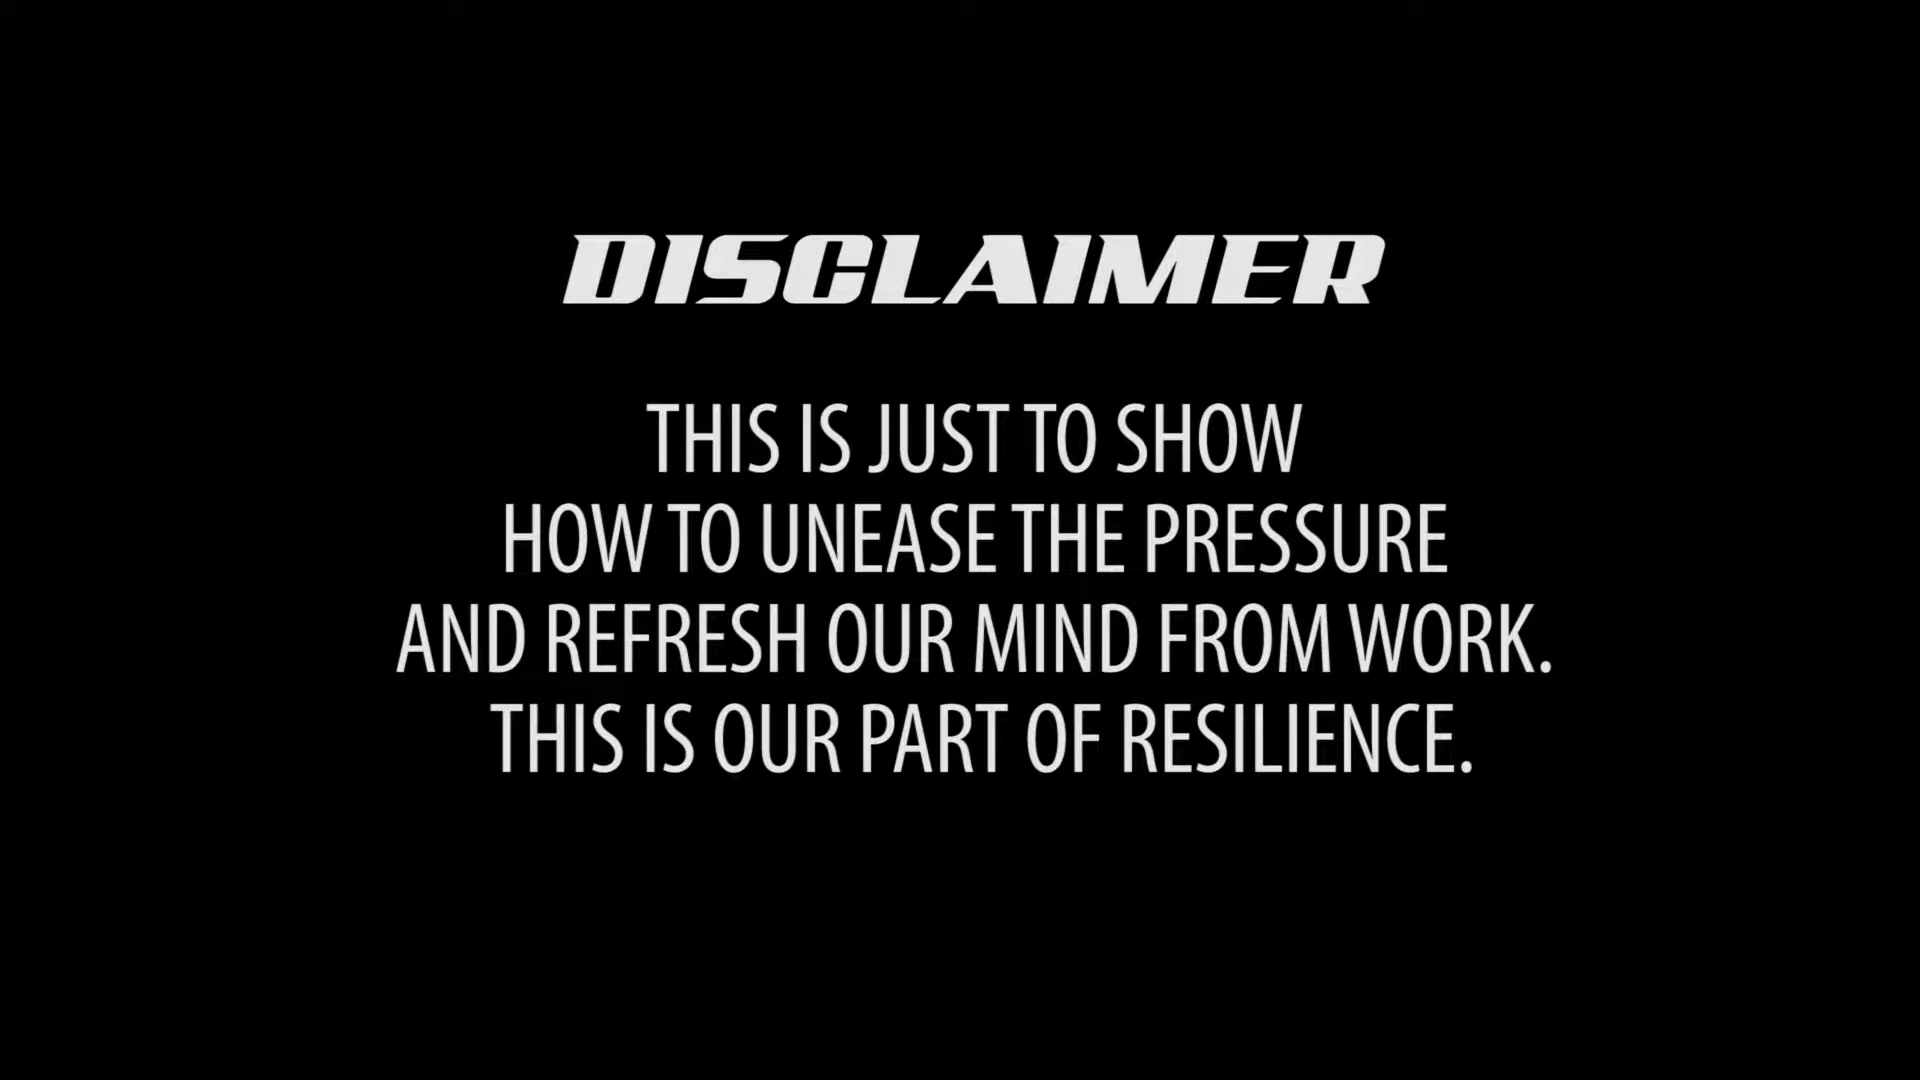 DISCLAIMER
THIS IS JUST TO SHOW
HOW TO UNEASE THE PRESSURE
AND REFRESH OUR MIND FROM WORK.
THIS IS OUR PART OF RESILIENCE.